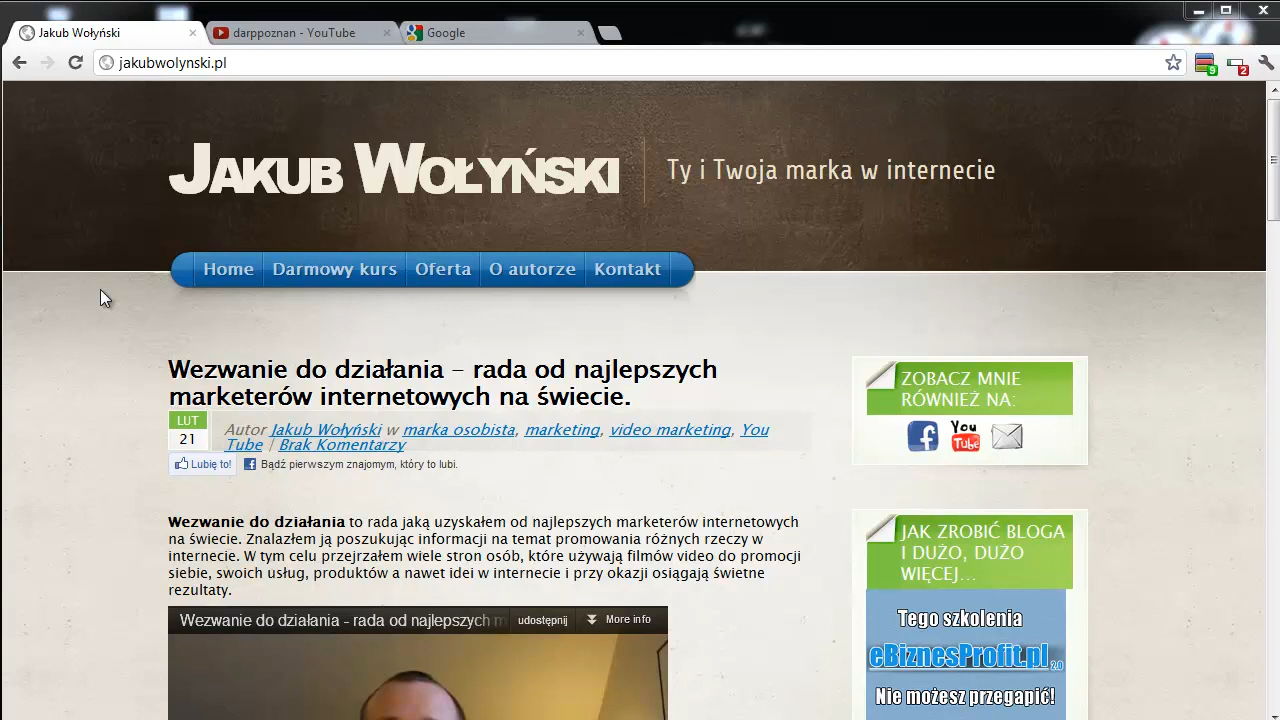 Jakub Wołyński
darppoznan - YouTube
Google
jakubwolynski.pl
9
2
JAKUB WOŁYŃSKI
Ty i Twoja marka w internecie
Home
Darmowy kurs
Oferta
O autorze
Kontakt
Wezwanie do działania – rada od najlepszych
marketerów internetowych na świecie.
LUT
21
Autor Jakub Wołyński w marka osobista, marketing, video marketing, You
Tube | Brak Komentarzy
Lubię to!
Bądź pierwszym znajomym, który to lubi.
Wezwanie do działania to rada jaką uzyskałem od najlepszych marketerów internetowych
na świecie. Znalazłem ją poszukując informacji na temat promowania różnych rzeczy w
internecie. W tym celu przejrzałem wiele stron osób, które używają filmów video do promocji
siebie, swoich usług, produktów a nawet idei w internecie i przy okazji osiągają świetne
rezultaty.
Wezwanie do działania - rada od najlepszych m
udostępnij
More info
ZOBACZ MNIE
RÓWNIEŻ NA:
You
Tube
JAK ZROBIĆ BLOGA
I DUŻO, DUŻO
WIĘCEJ...
Tego szkolenia
eBiznesProfit.pl 2.0
Nie możesz przegapić!